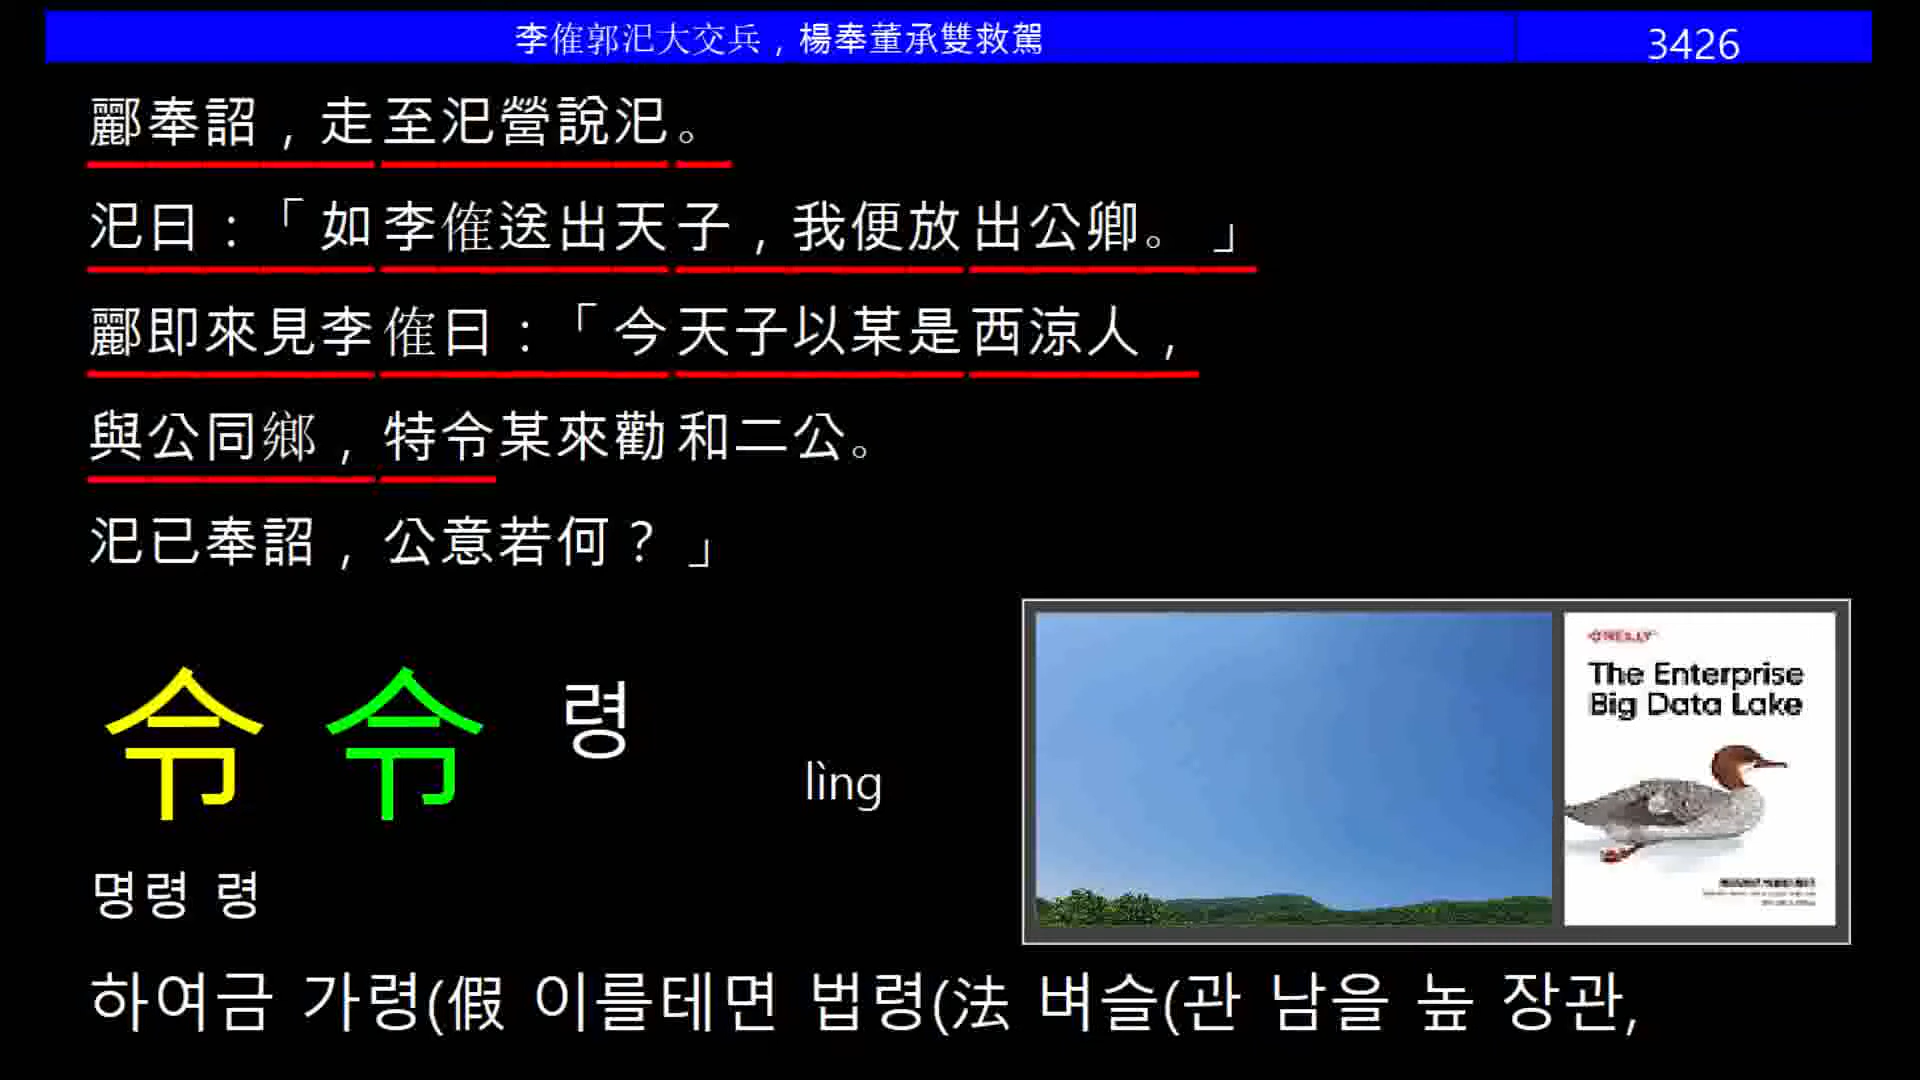 李傕郭汜大交兵，楊奉董承雙救駕
3426
酈奉詔，走至汜營說汜。
汜曰：「如李傕送出天子，我便放出公卿。」
酈即來見李傕曰：「今天子以某是西涼人，
與公同鄉，特令某來勸和二公。
汜已奉詔，公意若何？」
令 令 령
lìng
명령 령
O'REILLY
The Enterprise
Big Data Lake
하여금 가령(假 이를테면 법령(法 벼슬(관 남을 높 장관,